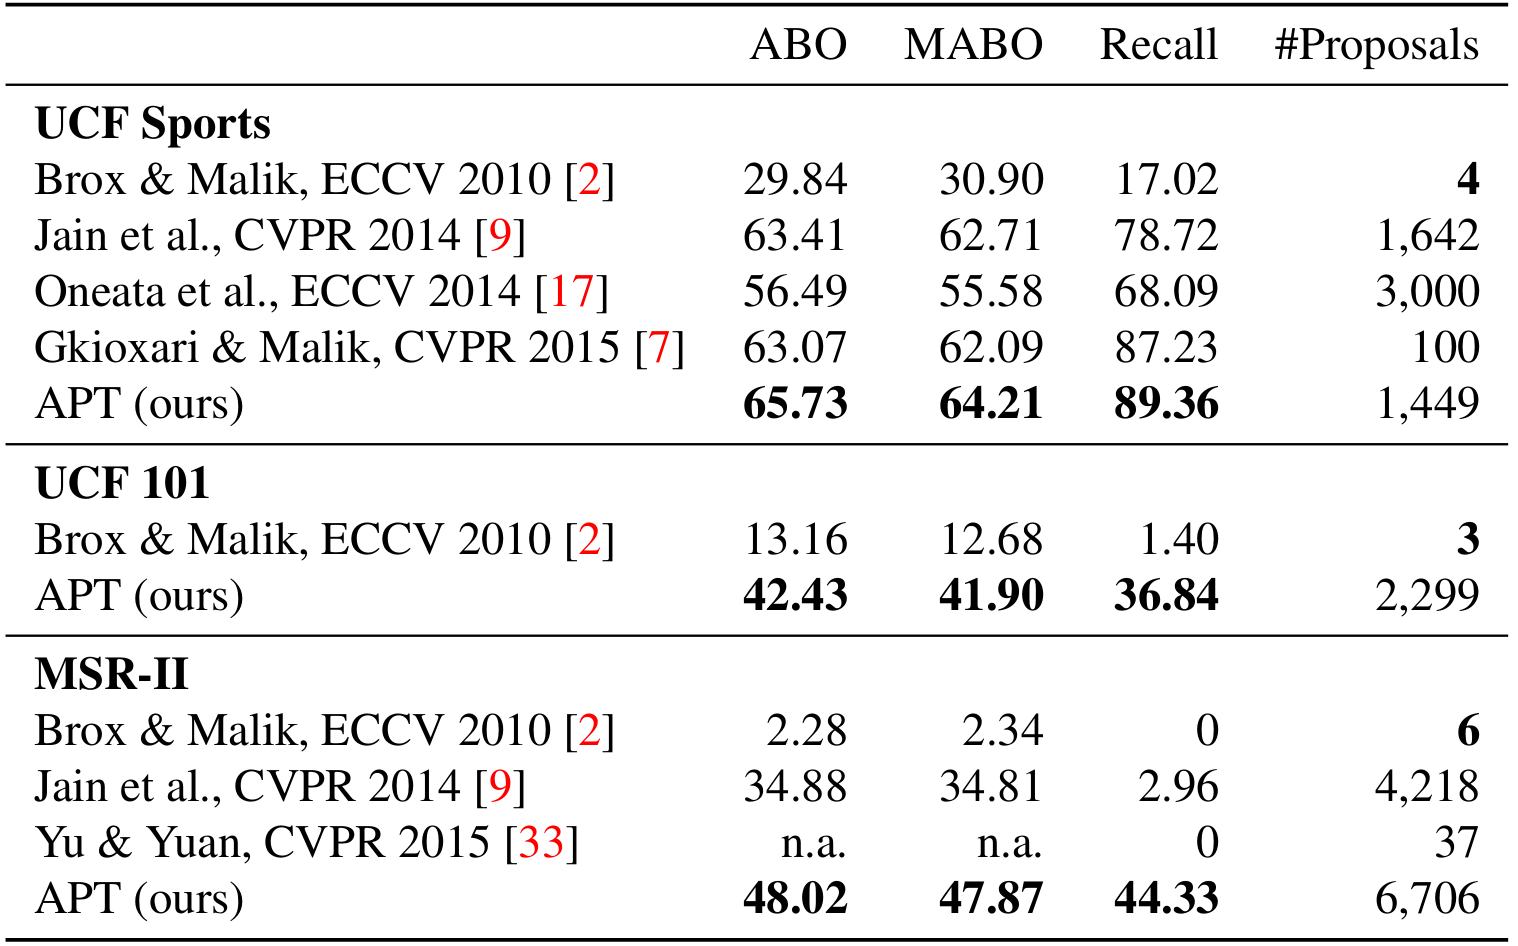 ABO MABO Recall #Proposals
UCF Sports
Brox & Malik, ECCV 2010 [2] 29.84 30.90 17.02 4
Jain et al., CVPR 2014 [9] 63.41 62.71 78.72 1,642
Oneata et al., ECCV 2014 [17] 56.49 55.58 68.09 3,000
Gkioxari & Malik, CVPR 2015 [7] 63.07 62.09 87.23 100
APT (ours) 65.73 64.21 89.36 1,449
UCF 101
Brox & Malik, ECCV 2010 [2] 13.16 12.68 1.40 3
APT (ours) 42.43 41.90 36.84 2,299
MSR-II
Brox & Malik, ECCV 2010 [2] 2.28 2.34 0 6
Jain et al., CVPR 2014 [9] 34.88 34.81 2.96 4,218
Yu & Yuan, CVPR 2015 [33] n.a. n.a. 0 37
APT (ours) 48.02 47.87 44.33 6,706